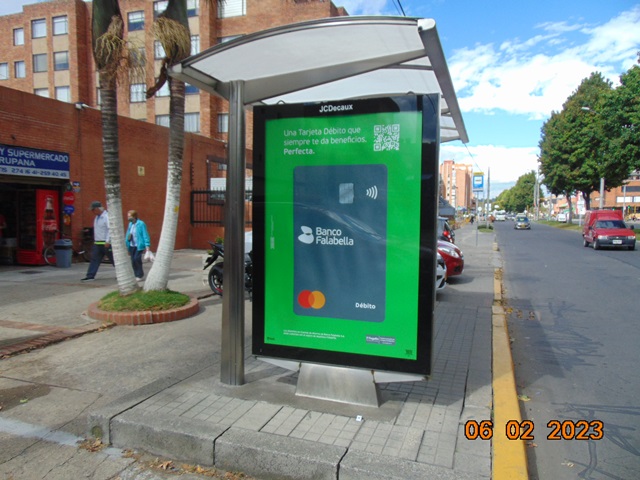 JCDecaux
Una Tarjeta Débito que
siempre te da beneficios.
Perfecta.
Banco
Falabella
Débito
Y SUPERMERCADO
RUPANA
06 02 2023